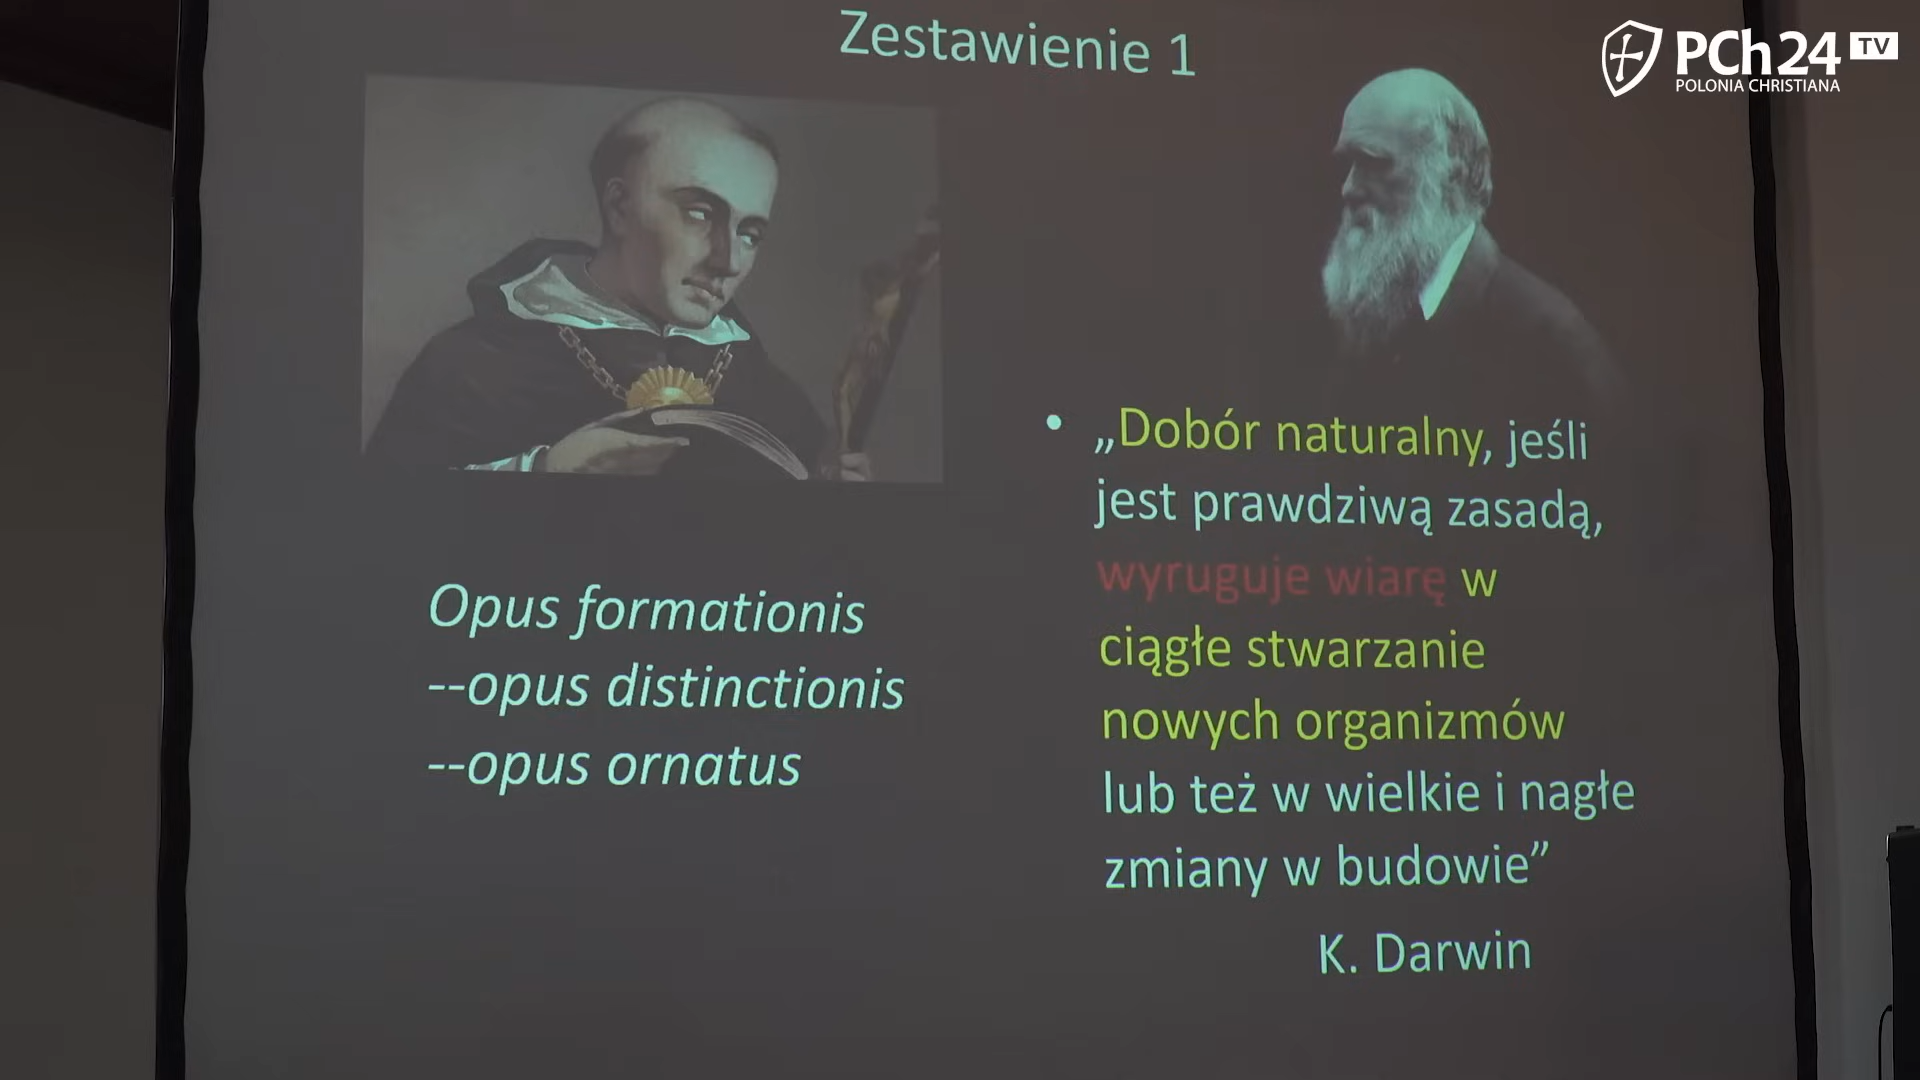 Zestawienie 1
PCh24 TV
POLONIA CHRISTIANA
Opus formationis
--opus distinctionis
--opus ornatus
• „Dobór naturalny, jeśli
jest prawdziwą zasadą,
wyruguje wiarę w
ciągłe stwarzanie
nowych organizmów
lub też w wielkie i nagłe
zmiany w budowie”
K. Darwin